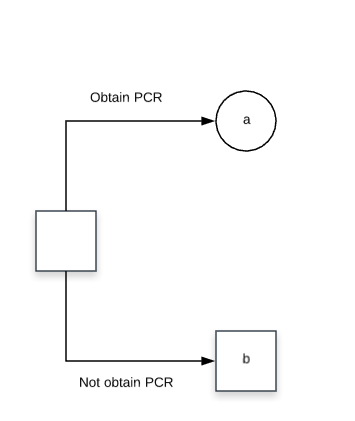 Obtain PCR
a
b
Not obtain PCR